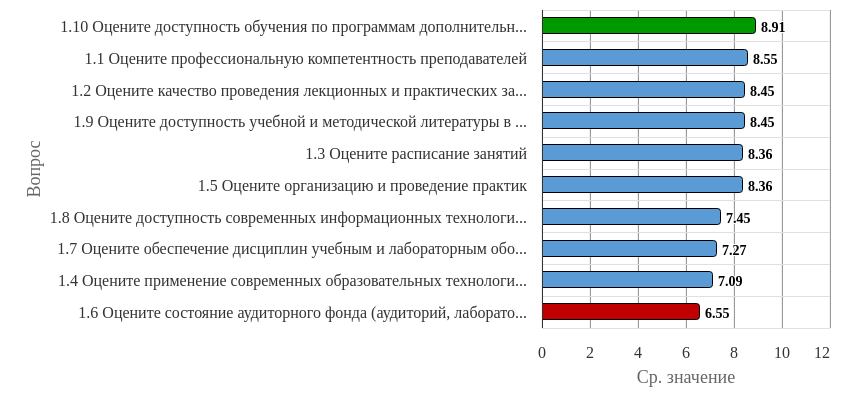 1.10 Оцените доступность обучения по программам дополнительн... 8.91
1.1 Оцените профессиональную компетентность преподавателей 8.55
1.2 Оцените качество проведения лекционных и практических за... 8.45
1.9 Оцените доступность учебной и методической литературы в ... 8.45
1.3 Оцените расписание занятий 8.36
1.5 Оцените организацию и проведение практик 8.36
1.8 Оцените доступность современных информационных технологи... 7.45
1.7 Оцените обеспечение дисциплин учебным и лабораторным обо... 7.27
1.4 Оцените применение современных образовательных технологи... 7.09
1.6 Оцените состояние аудиторного фонда (аудиторий, лаборато... 6.55
Вопрос
0 2 4 6 8 10 12
Ср. значение